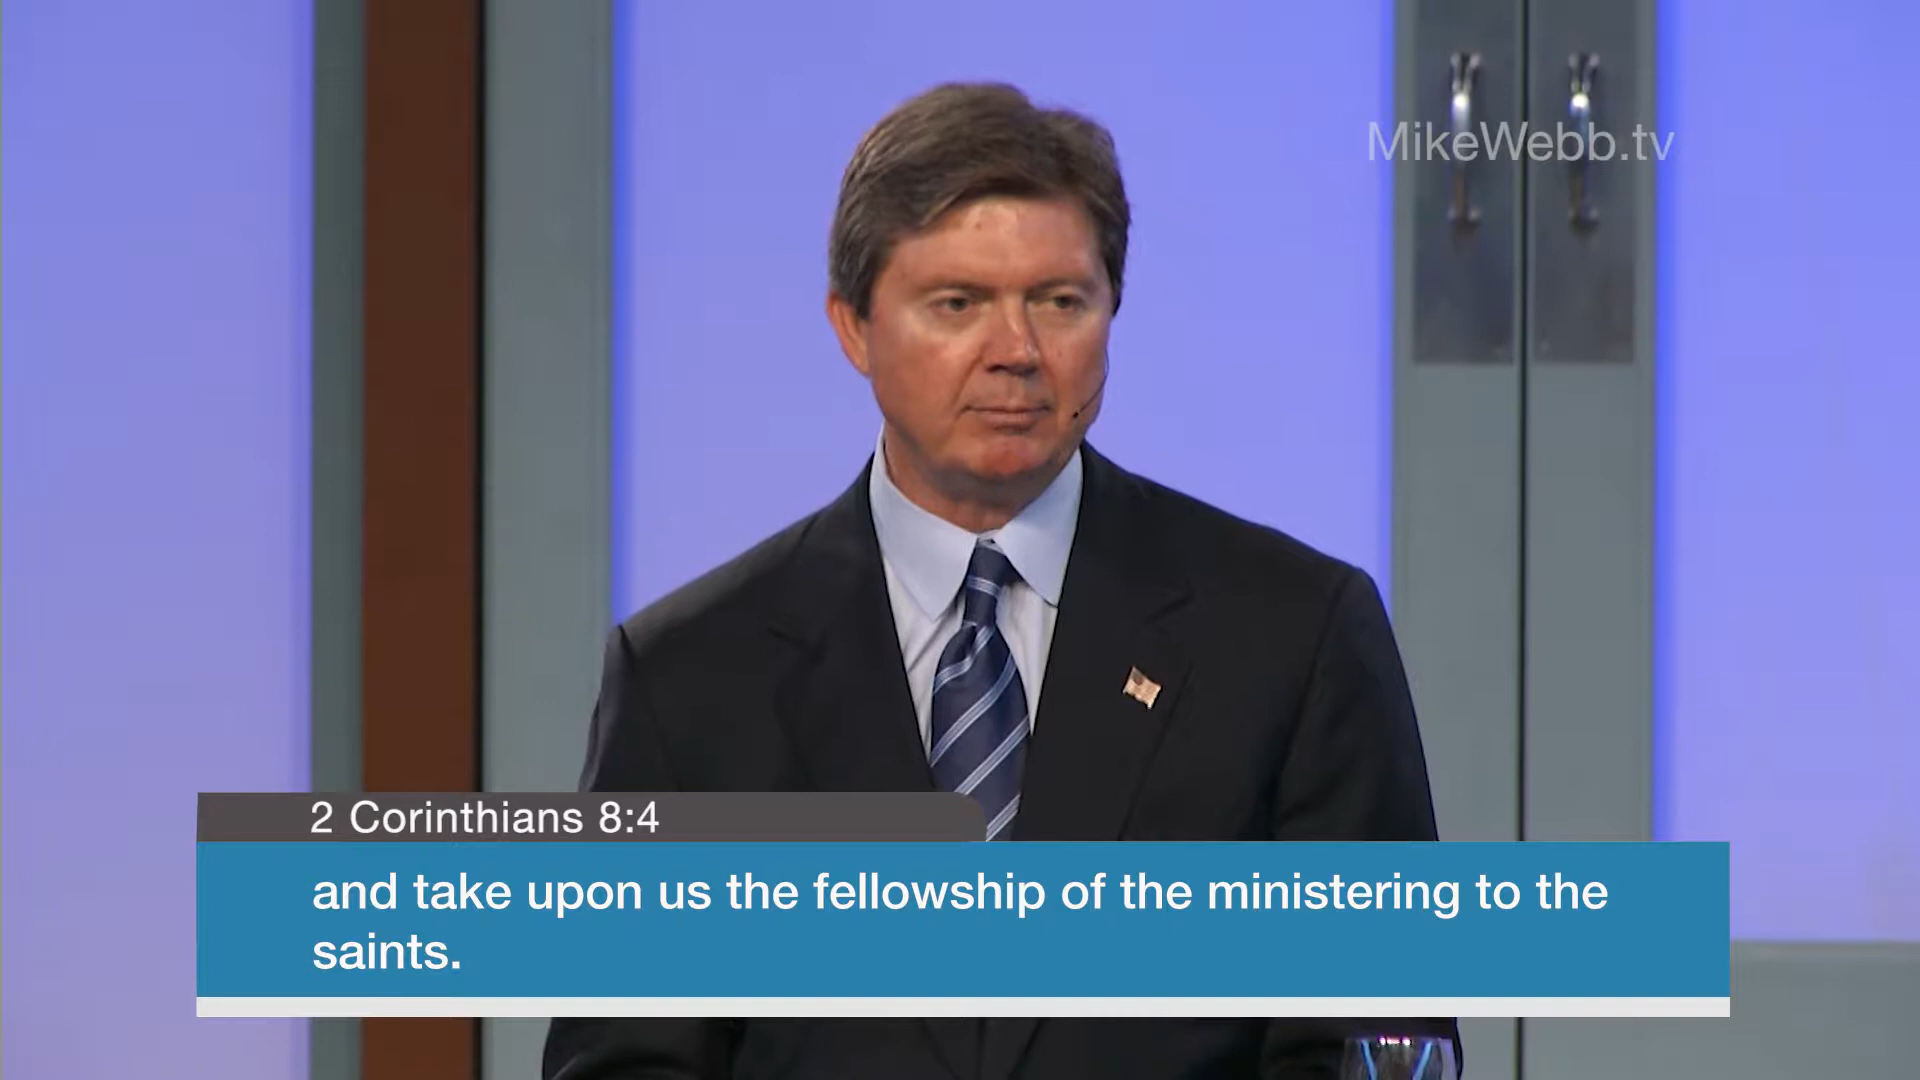 MikeWebb.tv
2 Corinthians 8:4
and take upon us the fellowship of the ministering to the
saints.